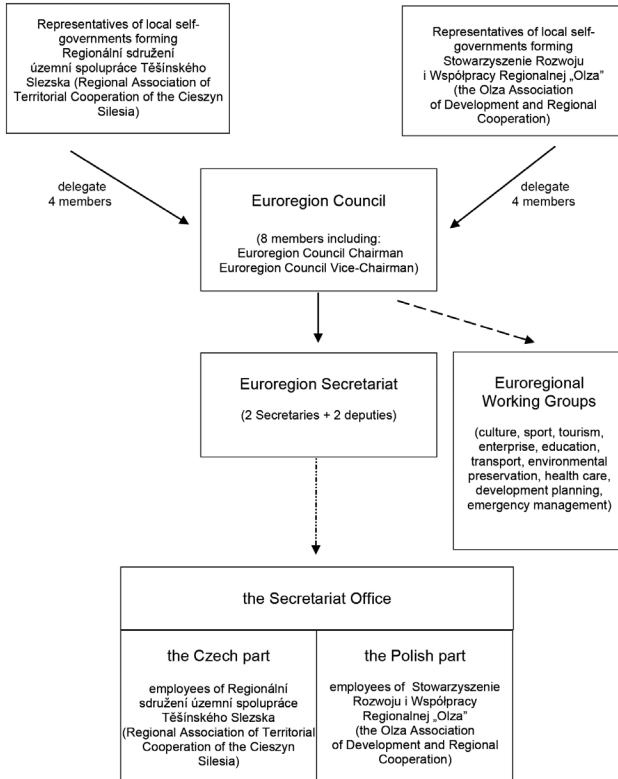 Representatives of local self-
governments forming
Regionální sdružení
územní spolupráce Těšínského
Slezska (Regional Association of
Territorial Cooperation of the Cieszyn
Silesia)
Representatives of local self-
governments forming
Stowarzyszenie Rozwoju
i Współpracy Regionalnej „Olza”
(the Olza Association
of Development and Regional
Cooperation)
delegate
4 members
delegate
4 members
Euroregion Council
(8 members including:
Euroregion Council Chairman
Euroregion Council Vice-Chairman)
Euroregion Secretariat
(2 Secretaries + 2 deputies)
Euroregional
Working Groups
(culture, sport, tourism,
enterprise, education,
transport, environmental
preservation, health care,
development planning,
emergency management)
the Secretariat Office
the Czech part
employees of Regionální
sdružení územní spolupráce
Těšínského Slezska
(Regional Association of Territorial
Cooperation of the Cieszyn
Silesia)
the Polish part
employees of Stowarzyszenie
Rozwoju i Współpracy
Regionalnej „Olza”
(the Olza Association
of Development and Regional
Cooperation)